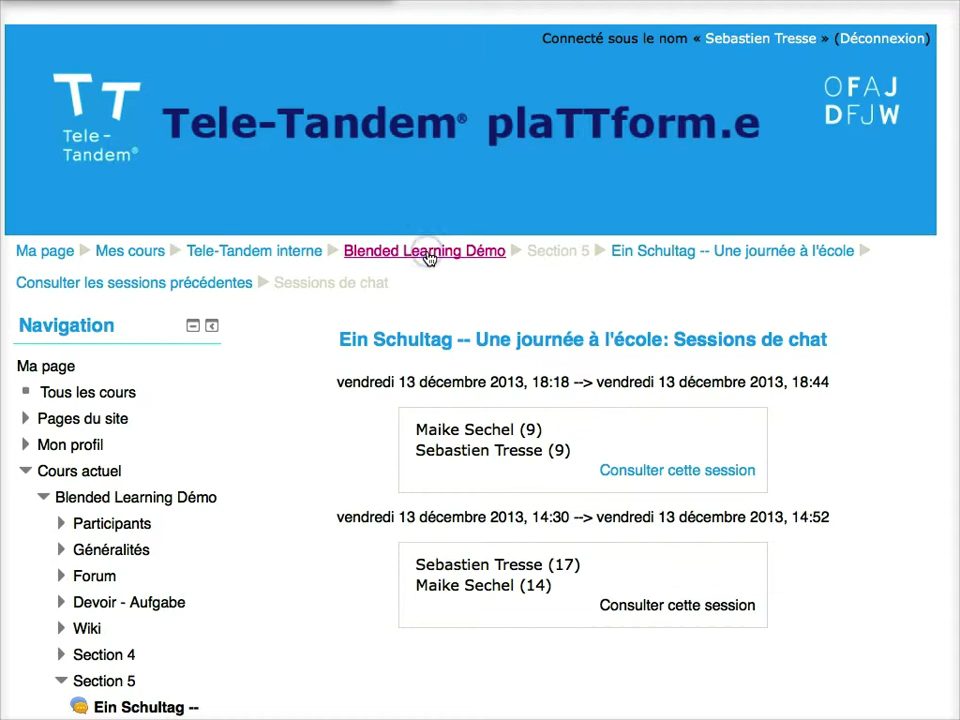 Connecté sous le nom « Sebastien Tresse » (Déconnexion)
TT
Tele-
Tandem®
Tele-Tandem® plaTTform.e
OFAJ
DFJW
Ma page Mes cours Tele-Tandem interne Blended Learning Démo Section 5 Ein Schultag -- Une journée à l'école
Consulter les sessions précédentes Sessions de chat
Navigation
Ma page
Tous les cours
Pages du site
Mon profil
Cours actuel
Blended Learning Démo
Participants
Généralités
Forum
Devoir - Aufgabe
Wiki
Section 4
Section 5
Ein Schultag --
Ein Schultag -- Une journée à l'école: Sessions de chat
vendredi 13 décembre 2013, 18:18 --> vendredi 13 décembre 2013, 18:44
Maike Sechel (9)
Sebastien Tresse (9)
Consulter cette session
vendredi 13 décembre 2013, 14:30 --> vendredi 13 décembre 2013, 14:52
Sebastien Tresse (17)
Maike Sechel (14)
Consulter cette session